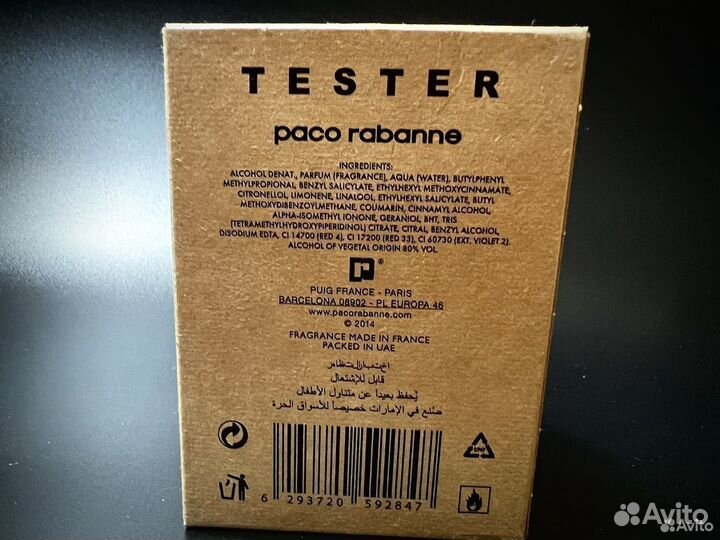 TESTER
paco rabanne
INGREDIENTS:
ALCOHOL DENAT., PARFUM (FRAGRANCE), AQUA (WATER), BUTYLPHENYL
METHYLPROPIONAL, BENZYL SALICYLATE, ETHYLHEXYL METHOXYCINNAMATE,
CITRONELLOL, LIMONENE, LINALOOL, ETHYLHEXYL SALICYLATE, BUTYL
METHOXYDIBENZOYLMETHANE, COUMARIN, CINNAMYL ALCOHOL,
ALPHA-ISOMETHYL IONONE, GERANIOL, BHT, TRIS
(TETRAMETHYLHYDROXYPIPERIDINOL) CITRATE, CITRAL, BENZYL ALCOHOL,
DISODIUM EDTA, CI 14700 (RED 4), CI 17200 (RED 33), CI 60730 (EXT. VIOLET 2).
ALCOHOL OF VEGETAL ORIGIN 80% VOL.
®
PUIG FRANCE - PARIS
BARCELONA 08902 - PL EUROPA 46
www.pacorabanne.com
© 2014
FRAGRANCE MADE IN FRANCE
PACKED IN UAE
قابل للإشتعال
يُحفظ بعيداً عن متناول الأطفال
صُنع في الإمارات خصيصاً للأسواق الحرة
6 293720 592847
Avito
Avito